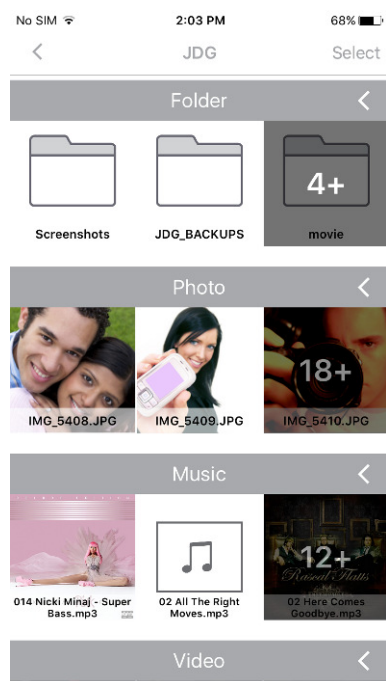 No SIM 2:03 PM 68%
JDG Select
Folder
4+
Screenshots JDG_BACKUPS movie
Photo
18+
IMG_5408.JPG IMG_5409.JPG IMG_5410.JPG
Music
12+
Rascal Flatts
014 Nicki Minaj - Super 02 All The Right 02 Here Comes
Bass.mp3 Moves.mp3 Goodbye.mp3
Video